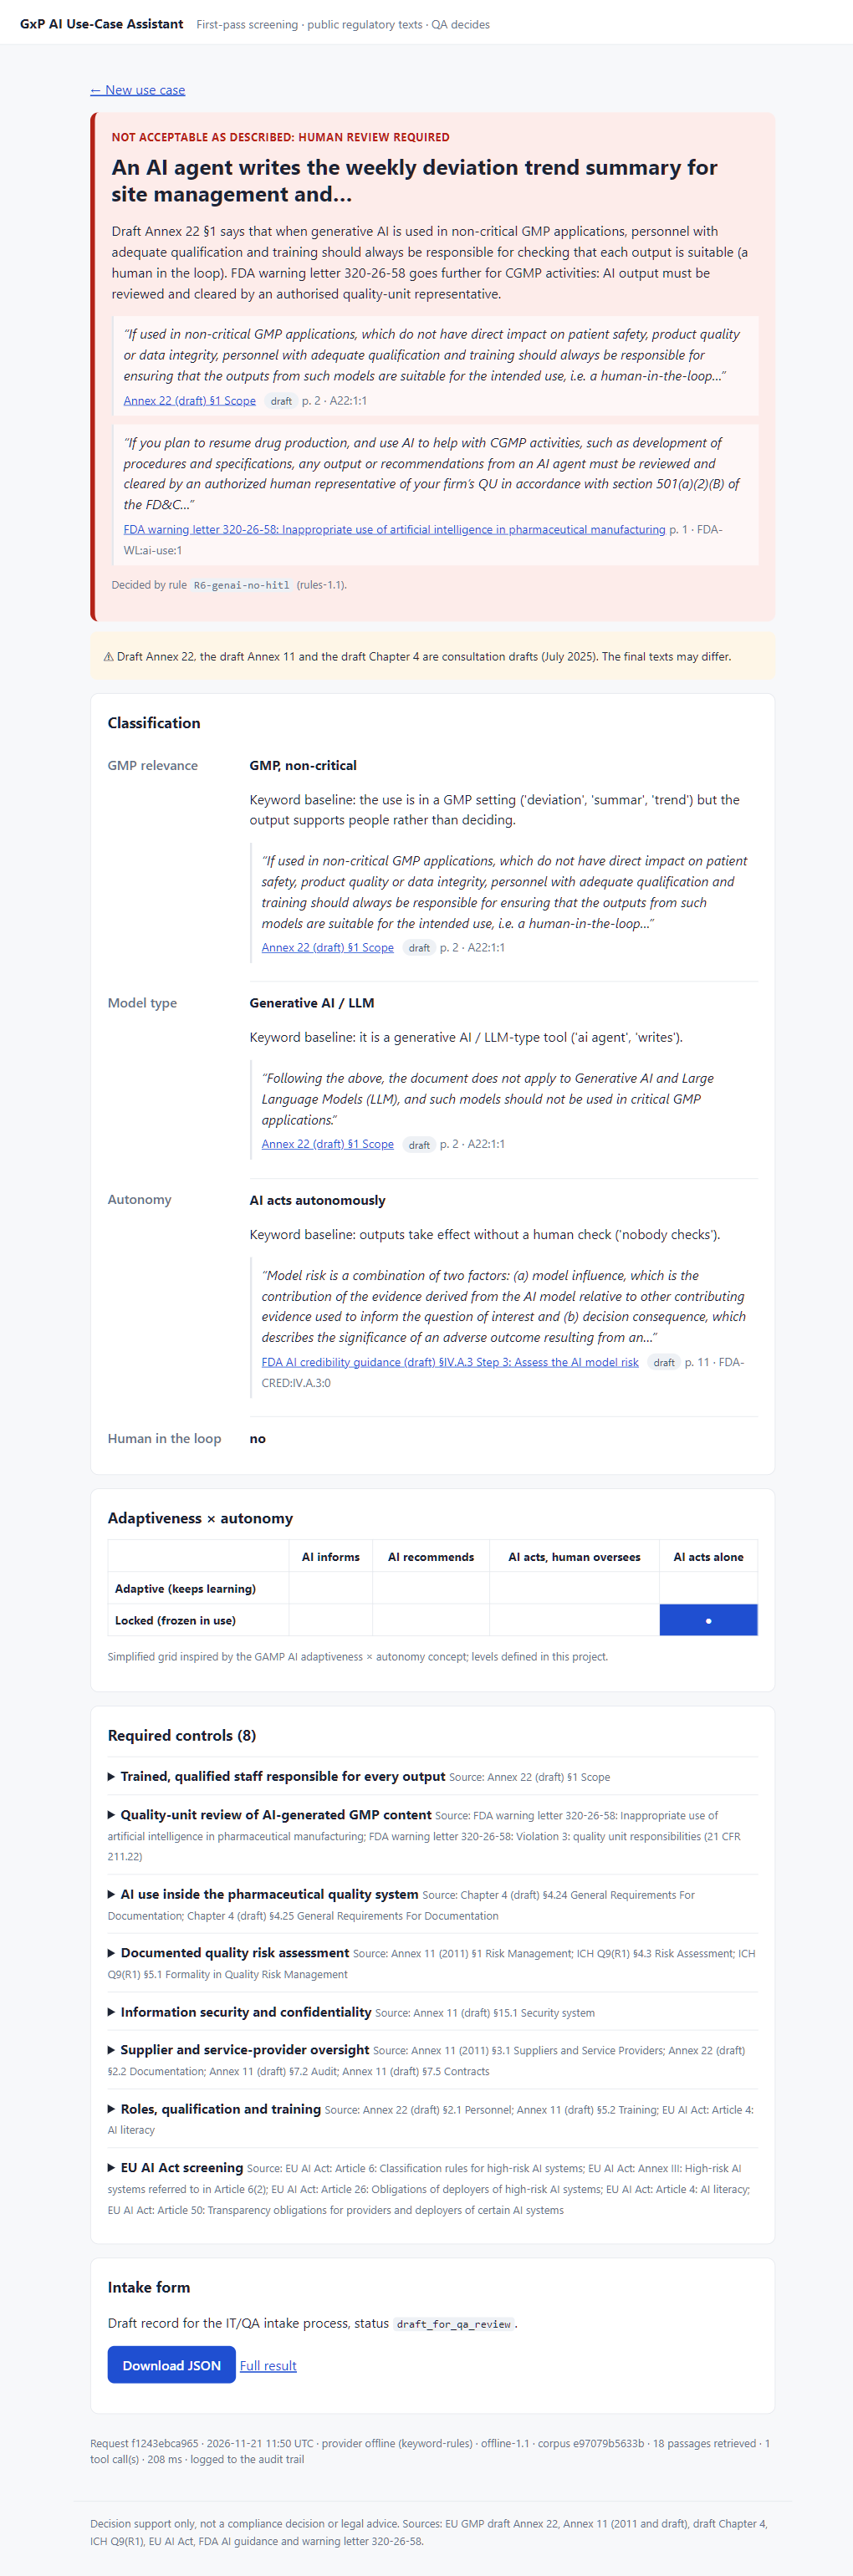 GxP AI Use-Case Assistant First-pass screening · public regulatory texts · QA decides
← New use case
NOT ACCEPTABLE AS DESCRIBED: HUMAN REVIEW REQUIRED
An AI agent writes the weekly deviation trend summary for
site management and…
Draft Annex 22 §1 says that when generative AI is used in non-critical GMP applications, personnel with
adequate qualification and training should always be responsible for checking that each output is suitable (a
human in the loop). FDA warning letter 320-26-58 goes further for CGMP activities: AI output must be
reviewed and cleared by an authorised quality-unit representative.
“If used in non-critical GMP applications, which do not have direct impact on patient safety, product quality
or data integrity, personnel with adequate qualification and training should always be responsible for
ensuring that the outputs from such models are suitable for the intended use, i.e. a human-in-the-loop…”
Annex 22 (draft) §1 Scope draft p. 2 · A22:1:1
“If you plan to resume drug production, and use AI to help with CGMP activities, such as development of
procedures and specifications, any output or recommendations from an AI agent must be reviewed and
cleared by an authorized human representative of your firm’s QU in accordance with section 501(a)(2)(B) of
the FD&C…”
FDA warning letter 320-26-58: Inappropriate use of artificial intelligence in pharmaceutical manufacturing p. 1 · FDA-
WL:ai-use:1
Decided by rule R6-genai-no-hitl (rules-1.1).
⚠ Draft Annex 22, the draft Annex 11 and the draft Chapter 4 are consultation drafts (July 2025). The final texts may differ.
Classification
GMP relevance GMP, non-critical
Keyword baseline: the use is in a GMP setting ('deviation', 'summar', 'trend') but the
output supports people rather than deciding.
“If used in non-critical GMP applications, which do not have direct impact on patient
safety, product quality or data integrity, personnel with adequate qualification and
training should always be responsible for ensuring that the outputs from such
models are suitable for the intended use, i.e. a human-in-the-loop…”
Annex 22 (draft) §1 Scope draft p. 2 · A22:1:1
Model type Generative AI / LLM
Keyword baseline: it is a generative AI / LLM-type tool ('ai agent', 'writes').
“Following the above, the document does not apply to Generative AI and Large
Language Models (LLM), and such models should not be used in critical GMP
applications.”
Annex 22 (draft) §1 Scope draft p. 2 · A22:1:1
Autonomy AI acts autonomously
Keyword baseline: outputs take effect without a human check ('nobody checks').
“Model risk is a combination of two factors: (a) model influence, which is the
contribution of the evidence derived from the AI model relative to other contributing
evidence used to inform the question of interest and (b) decision consequence, which
describes the significance of an adverse outcome resulting from an…”
FDA AI credibility guidance (draft) §IV.A.3 Step 3: Assess the AI model risk draft p. 11 · FDA-
CRED:IV.A.3:0
Human in the loop no
Adaptiveness × autonomy
AI informs AI recommends AI acts, human oversees AI acts alone
Adaptive (keeps learning)
Locked (frozen in use) ●
Simplified grid inspired by the GAMP AI adaptiveness × autonomy concept; levels defined in this project.
Required controls (8)
▶ Trained, qualified staff responsible for every output Source: Annex 22 (draft) §1 Scope
▶ Quality-unit review of AI-generated GMP content Source: FDA warning letter 320-26-58: Inappropriate use of
artificial intelligence in pharmaceutical manufacturing; FDA warning letter 320-26-58: Violation 3: quality unit responsibilities (21 CFR
211.22)
▶ AI use inside the pharmaceutical quality system Source: Chapter 4 (draft) §4.24 General Requirements For
Documentation; Chapter 4 (draft) §4.25 General Requirements For Documentation
▶ Documented quality risk assessment Source: Annex 11 (2011) §1 Risk Management; ICH Q9(R1) §4.3 Risk Assessment; ICH
Q9(R1) §5.1 Formality in Quality Risk Management
▶ Information security and confidentiality Source: Annex 11 (draft) §15.1 Security system
▶ Supplier and service-provider oversight Source: Annex 11 (2011) §3.1 Suppliers and Service Providers; Annex 22 (draft)
§2.2 Documentation; Annex 11 (draft) §7.2 Audit; Annex 11 (draft) §7.5 Contracts
▶ Roles, qualification and training Source: Annex 22 (draft) §2.1 Personnel; Annex 11 (draft) §5.2 Training; EU AI Act: Article 4:
AI literacy
▶ EU AI Act screening Source: EU AI Act: Article 6: Classification rules for high-risk AI systems; EU AI Act: Annex III: High-risk AI
systems referred to in Article 6(2); EU AI Act: Article 26: Obligations of deployers of high-risk AI systems; EU AI Act: Article 4: AI literacy;
EU AI Act: Article 50: Transparency obligations for providers and deployers of certain AI systems
Intake form
Draft record for the IT/QA intake process, status draft_for_qa_review.
Download JSON Full result
Request f1243ebca965 · 2026-11-21 11:50 UTC · provider offline (keyword-rules) · offline-1.1 · corpus e97079b5633b · 18 passages retrieved · 1
tool call(s) · 208 ms · logged to the audit trail
Decision support only, not a compliance decision or legal advice. Sources: EU GMP draft Annex 22, Annex 11 (2011 and draft), draft Chapter 4,
ICH Q9(R1), EU AI Act, FDA AI guidance and warning letter 320-26-58.